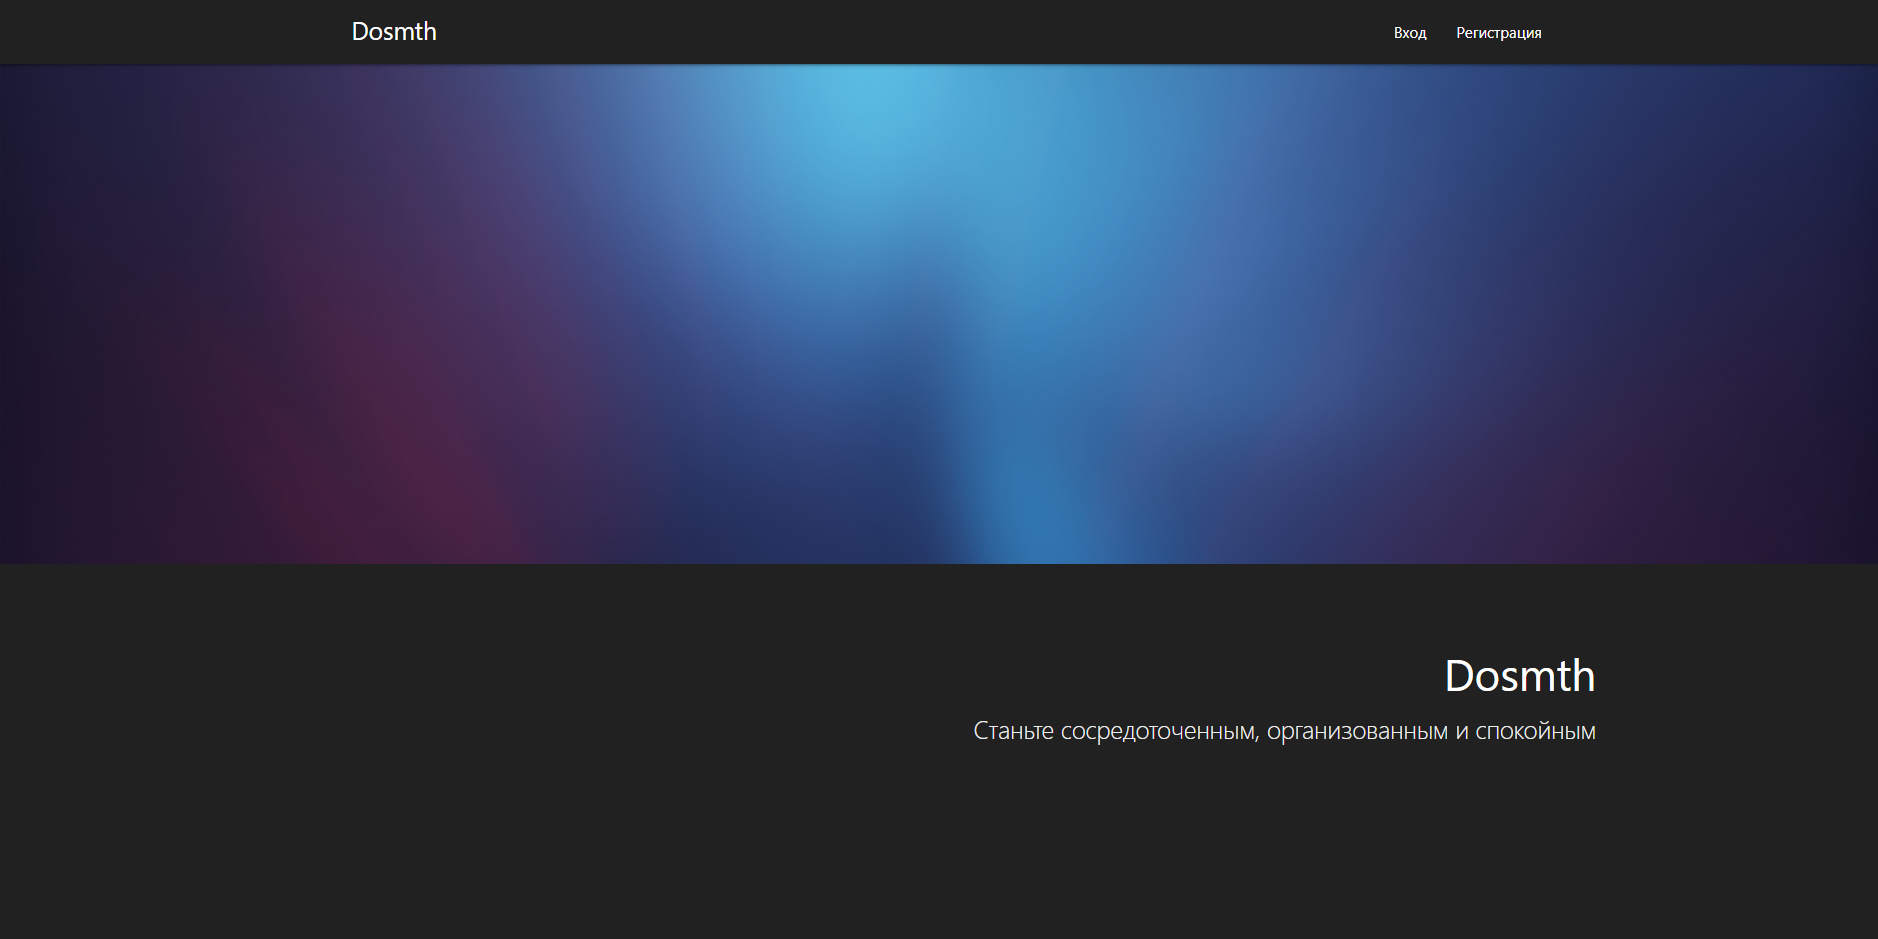 Dosmth
Вход Регистрация
Dosmth
Станьте сосредоточенным, организованным и спокойным